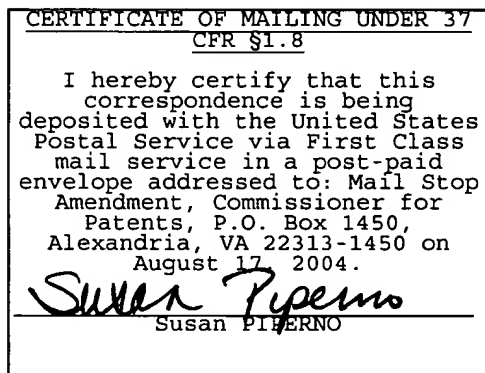 CERTIFICATE OF MAILING UNDER 37
CFR §1.8
I hereby certify that this
correspondence is being
deposited with the United States
Postal Service via First Class
mail service in a post-paid
envelope addressed to: Mail Stop
Amendment, Commissioner for
Patents, P.O. Box 1450,
Alexandria, VA 22313-1450 on
August 17, 2004.
Susan Piperno
Susan PIPERNO